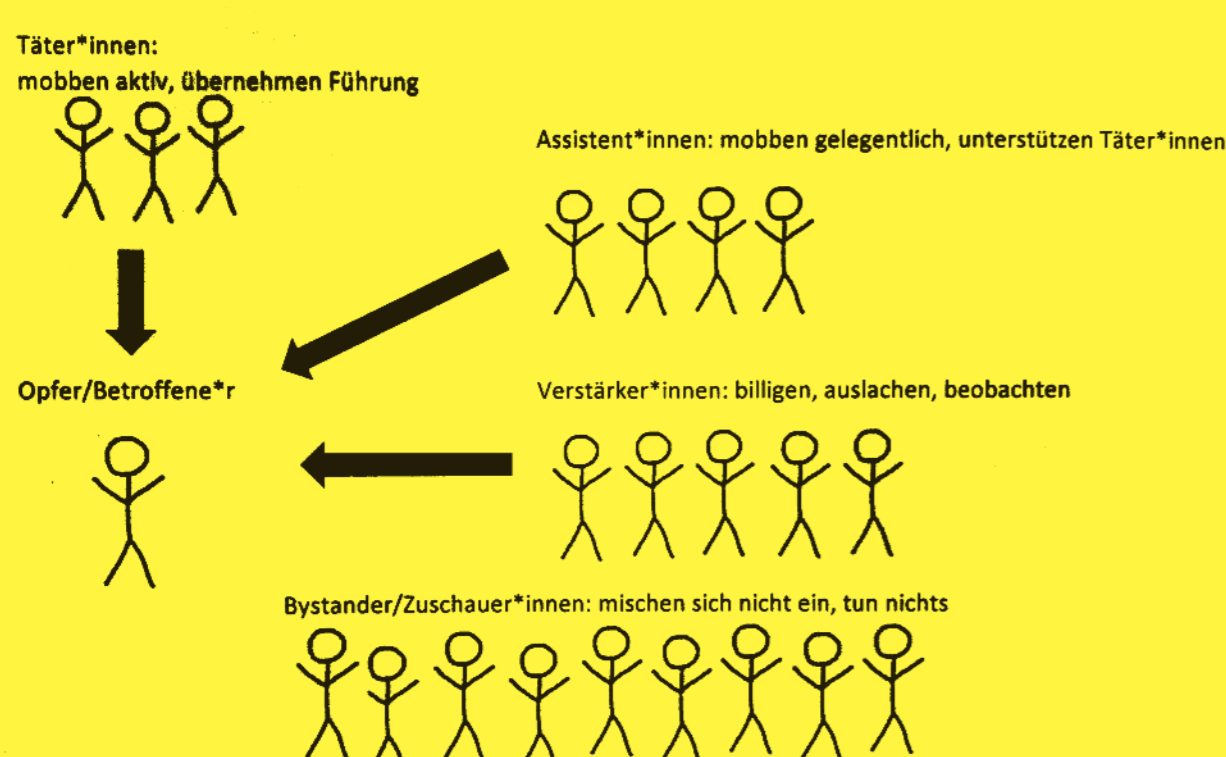 Täter*innen:
mobben aktiv, übernehmen Führung
Assistent*innen: mobben gelegentlich, unterstützen Täter*innen
Opfer/Betroffene*r
Verstärker*innen: billigen, auslachen, beobachten
Bystander/Zuschauer*innen: mischen sich nicht ein, tun nichts